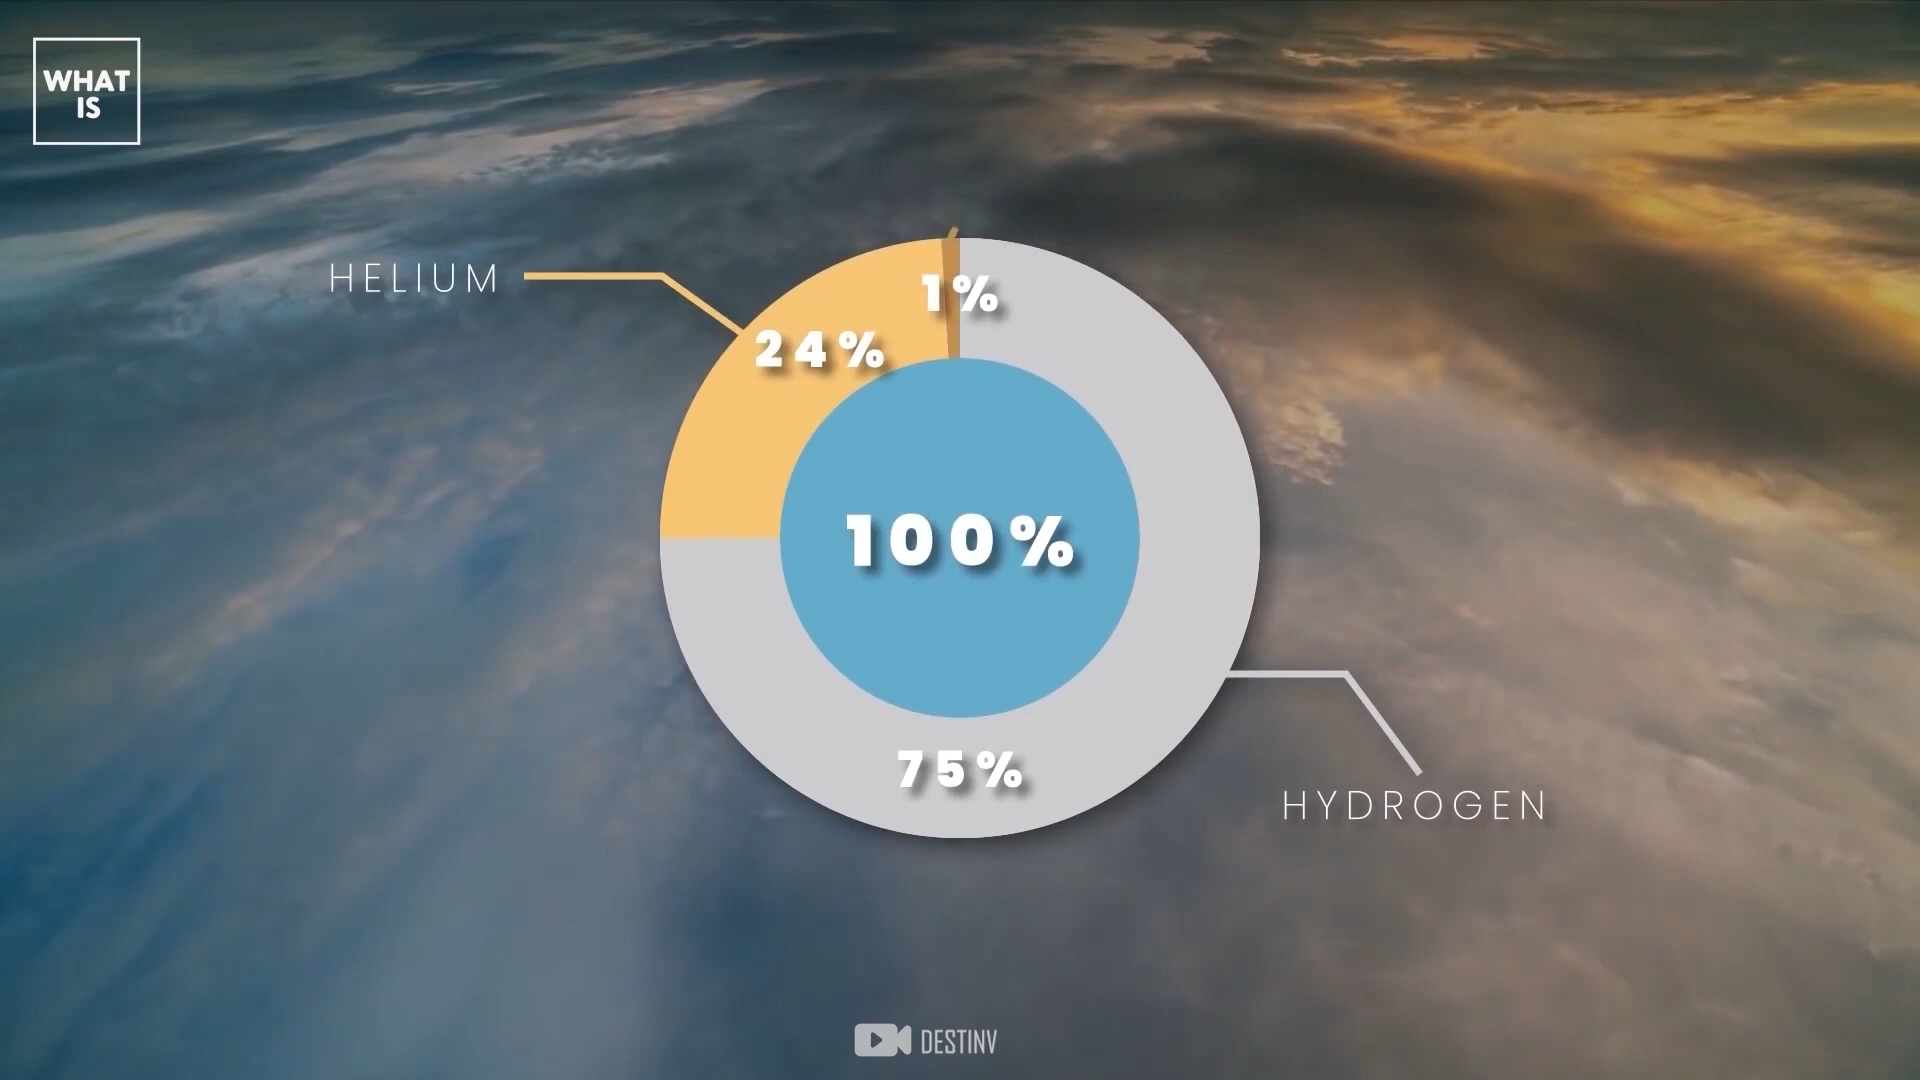 WHAT
IS
HELIUM
1%
24%
100%
75%
HYDROGEN
DESTINV